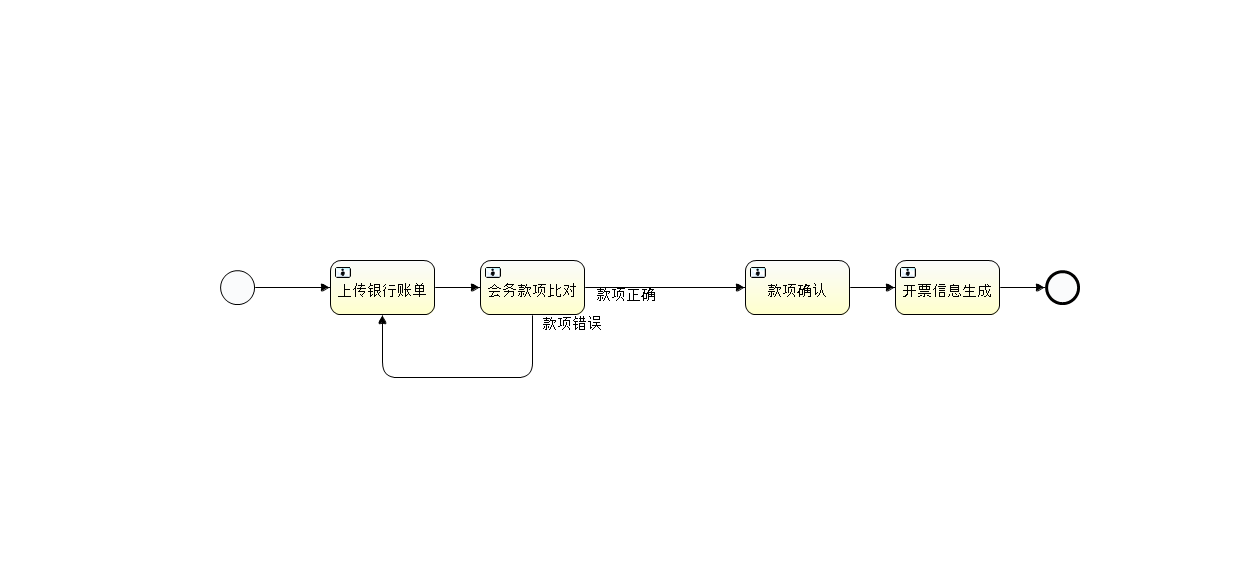 上传银行账单
会务款项比对
款项正确
款项确认
开票信息生成
款项错误